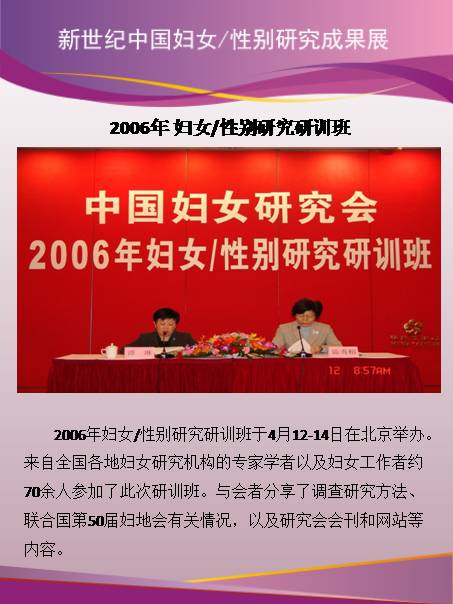 新世纪中国妇女/性别研究成果展
2006年妇女/性别研究研训班
中国妇女研究会
2006年妇女/性别研究研训班
谭 琳
12 8:57AM
2006年妇女/性别研究研训班于4月12-14日在北京举办。
来自全国各地妇女研究机构的专家学者以及妇女工作者约
70余人参加了此次研训班。与会者分享了调查研究方法、
联合国第50届妇地会有关情况，以及研究会会刊和网站等
内容。